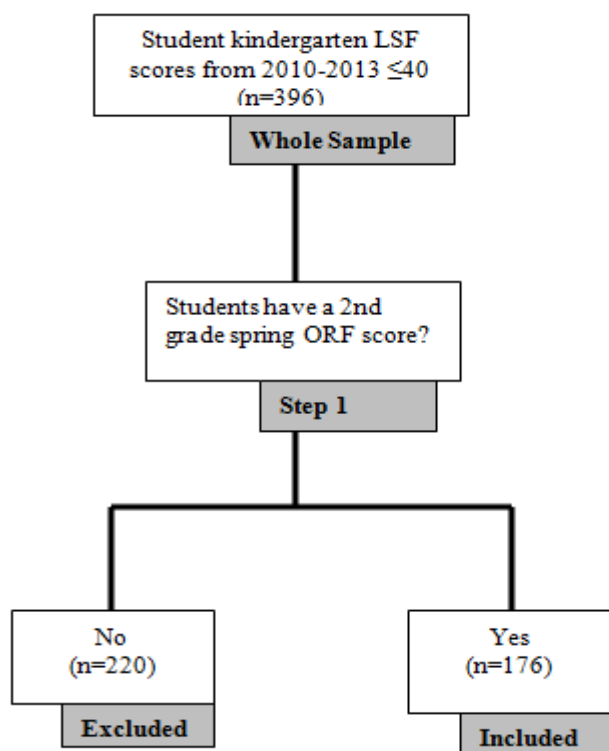 Student kindergarten LSF
scores from 2010-2013 ≤40
(n=396)
Whole Sample
Students have a 2nd
grade spring ORF score?
Step 1
No
(n=220)
Excluded
Yes
(n=176)
Included